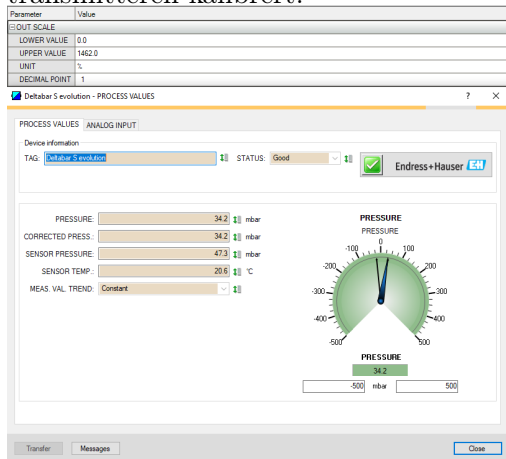 transmitteren kalibrert?
Parameter Value
OUT SCALE
LOWER VALUE 0.0
UPPER VALUE 1462.0
UNIT %
DECIMAL POINT 1
Deltabar S evolution - PROCESS VALUES ? ×
PROCESS VALUES ANALOG INPUT
Device information
TAG: Deltabar S evolution STATUS: Good
Endress+Hauser EH
PRESSURE: 34.2 mbar
CORRECTED PRESS.: 34.2 mbar
SENSOR PRESSURE: 47.3 mbar
SENSOR TEMP.: 20.6 °C
MEAS. VAL. TREND: Constant
PRESSURE
PRESSURE
0
-100 100
-200 200
-300 300
-400 400
-500 500
PRESSURE
34.2
-500 mbar 500
Transfer Messages Close